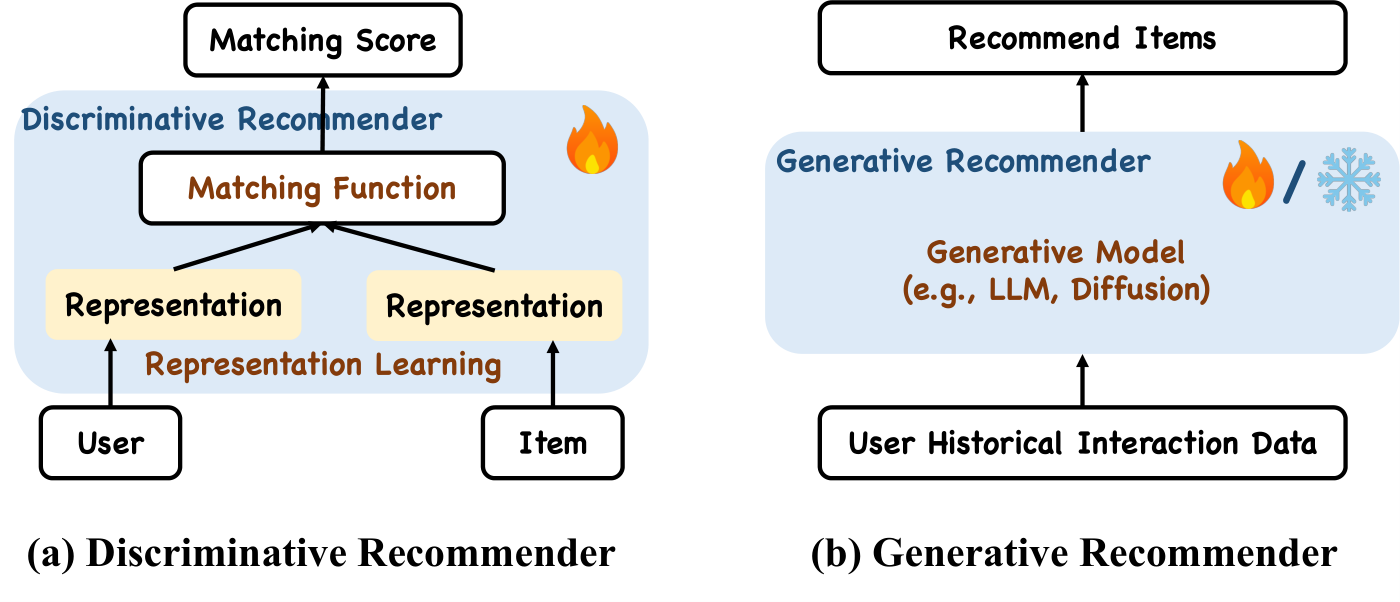 Matching Score
Discriminative Recommender
Matching Function
Representation
Representation
Representation Learning
User
Item
(a) Discriminative Recommender
Recommend Items
Generative Recommender
/
Generative Model
(e.g., LLM, Diffusion)
User Historical Interaction Data
(b) Generative Recommender